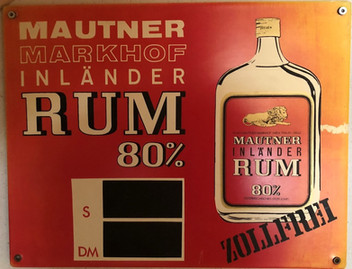 MAUTNER
MARKHOF
INLÄNDER
RUM
80%
S
DM
MAUTNER
INLÄNDER
RUM
80%
ZOLLFREI